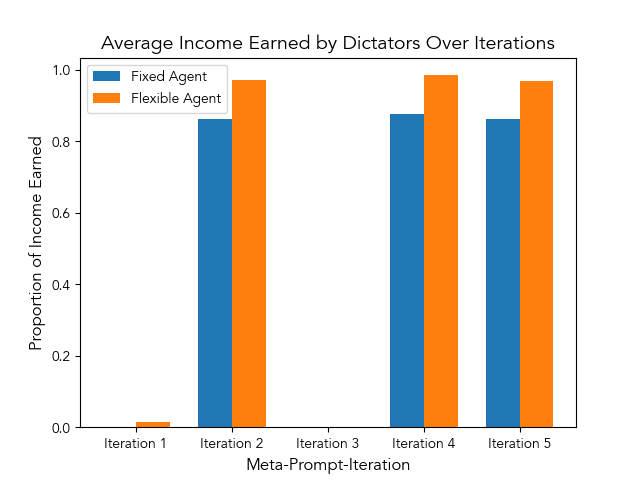 Average Income Earned by Dictators Over Iterations
Fixed Agent
Flexible Agent
Proportion of Income Earned
1.0
0.8
0.6
0.4
0.2
0.0
Iteration 1
Iteration 2
Iteration 3
Iteration 4
Iteration 5
Meta-Prompt-Iteration